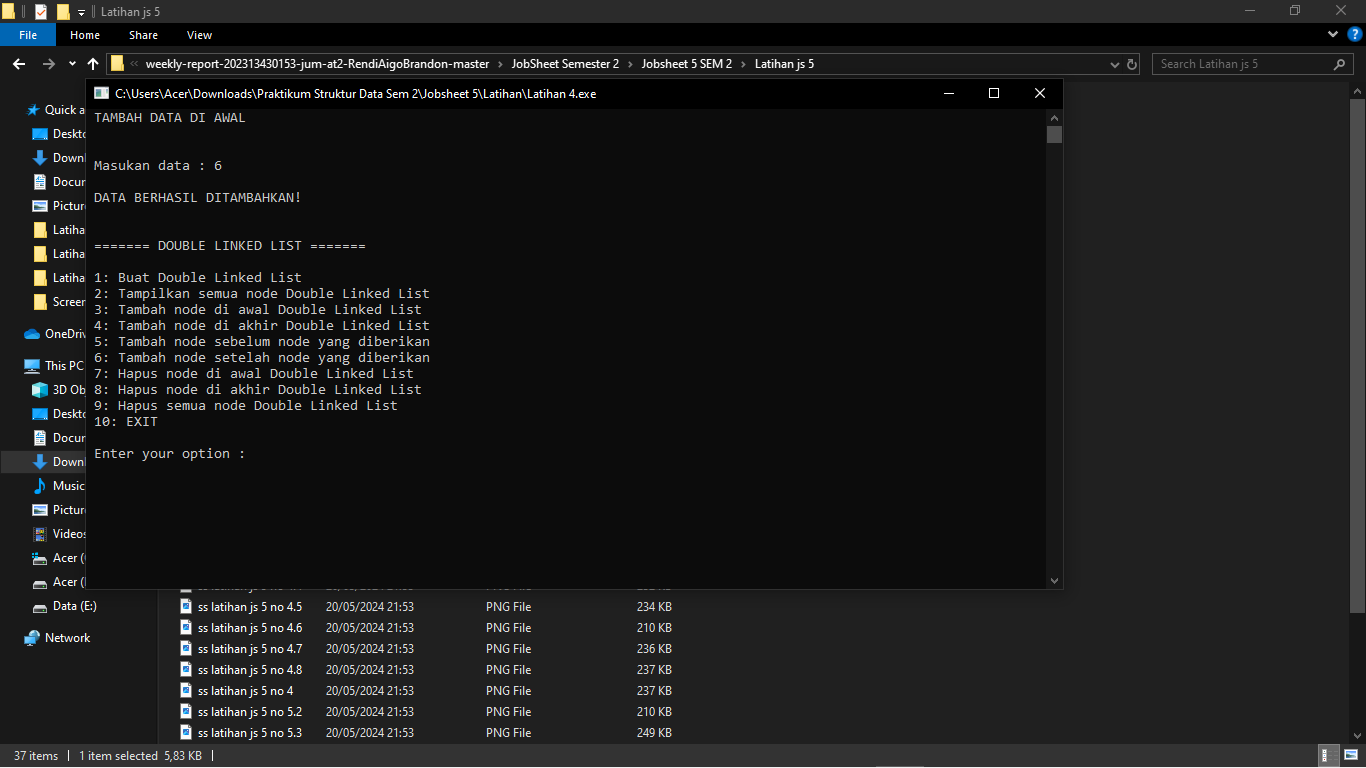 Latihan js 5
File Home Share View
weekly-report-202313430153-jum-at2-RendiAigoBrandon-master > JobSheet Semester 2 > Jobsheet 5 SEM 2 > Latihan js 5
Search Latihan js 5
C:\Users\Acer\Downloads\Praktikum Struktur Data Sem 2\Jobsheet 5\Latihan\Latihan 4.exe
TAMBAH DATA DI AWAL
Masukan data : 6
DATA BERHASIL DITAMBAHKAN!
======= DOUBLE LINKED LIST =======
1: Buat Double Linked List
2: Tampilkan semua node Double Linked List
3: Tambah node di awal Double Linked List
4: Tambah node di akhir Double Linked List
5: Tambah node sebelum node yang diberikan
6: Tambah node setelah node yang diberikan
7: Hapus node di awal Double Linked List
8: Hapus node di akhir Double Linked List
9: Hapus semua node Double Linked List
10: EXIT
Enter your option :
Quick a
Deskto
Downl
Docum
Picture
Latiha
Latiha
Latiha
Screen
OneDriv
This PC
3D Ob
Deskto
Docum
Downl
Music
Picture
Videos
Acer (
Acer (
Data (E:)
Network
ss latihan js 5 no 4.5 20/05/2024 21:53 PNG File 234 KB
ss latihan js 5 no 4.6 20/05/2024 21:53 PNG File 210 KB
ss latihan js 5 no 4.7 20/05/2024 21:53 PNG File 236 KB
ss latihan js 5 no 4.8 20/05/2024 21:53 PNG File 237 KB
ss latihan js 5 no 4 20/05/2024 21:53 PNG File 237 KB
ss latihan js 5 no 5.2 20/05/2024 21:53 PNG File 210 KB
ss latihan js 5 no 5.3 20/05/2024 21:53 PNG File 249 KB
37 items 1 item selected 5,83 KB